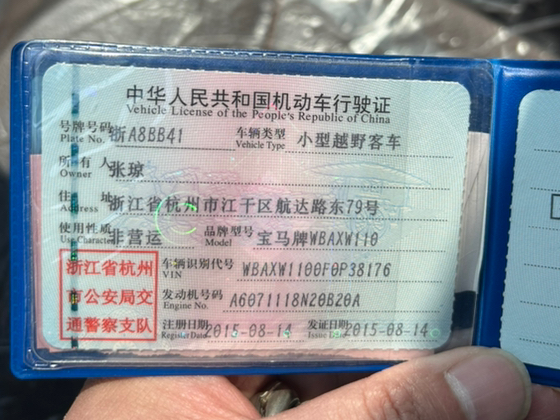 中华人民共和国机动车行驶证
Vehicle License of the People's Republic of China
号牌号码 浙A8BB41 车辆类型 小型越野客车
Plate No. Vehicle Type
所有人 张琼
Owner
住址 浙江省杭州市江干区航达路东79号
Address
使用性质 非营运 品牌型号 宝马牌WBAXW110
Use Character Model
浙江省杭州
市公安局交
通警察支队
车辆识别代号 WBAXW1100F0P38176
VIN
发动机号码 A6071118N20B20A
Engine No.
注册日期 2015-08-14 发证日期 2015-08-14
Register Date Issue Date